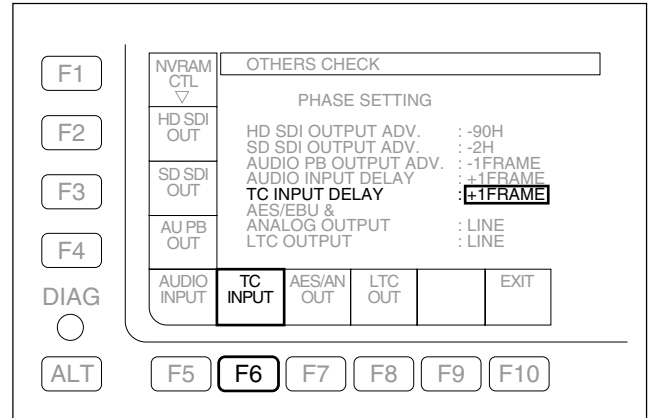 F1
F2
F3
F4
DIAG
ALT
NVRAM
CTL
▽
HD SDI
OUT
SD SDI
OUT
AU PB
OUT
OTHERS CHECK
PHASE SETTING
HD SDI OUTPUT ADV. : -90H
SD SDI OUTPUT ADV. : -2H
AUDIO PB OUTPUT ADV. : -1FRAME
AUDIO INPUT DELAY : +1FRAME
TC INPUT DELAY : +1FRAME
AES/EBU &
ANALOG OUTPUT : LINE
LTC OUTPUT : LINE
AUDIO
INPUT
TC
INPUT
AES/AN
OUT
LTC
OUT
EXIT
F5
F6
F7
F8
F9
F10